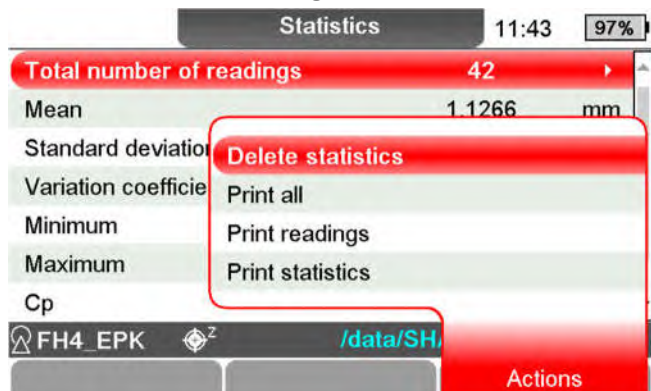 Statistics 11:43 97%
Total number of readings 42
Mean 1.1266 mm
Standard deviation
Delete statistics
Variation coefficie
Print all
Minimum
Print readings
Maximum
Print statistics
Cp
FH4_EPK Z /data/SH
Actions